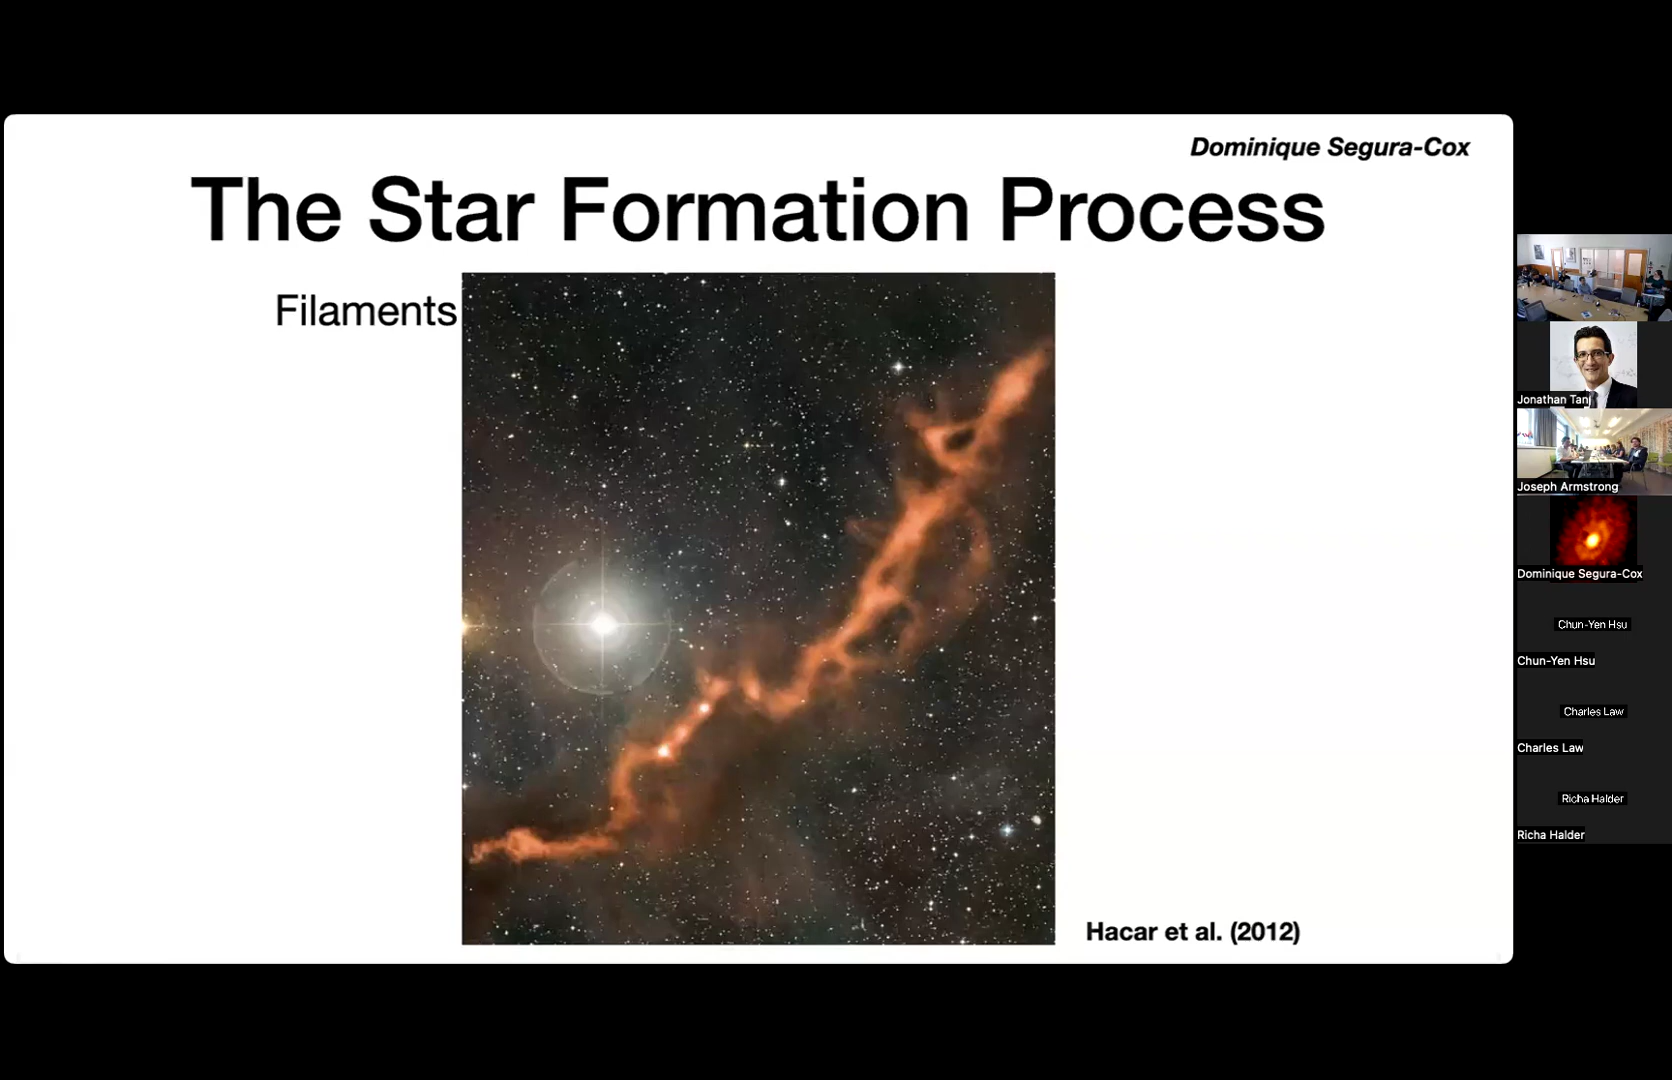 Dominique Segura-Cox
The Star Formation Process
Filaments
Hacar et al. (2012)
Jonathan Tan
Joseph Armstrong
Dominique Segura-Cox
Chun-Yen Hsu
Chun-Yen Hsu
Charles Law
Charles Law
Richa Halder
Richa Halder